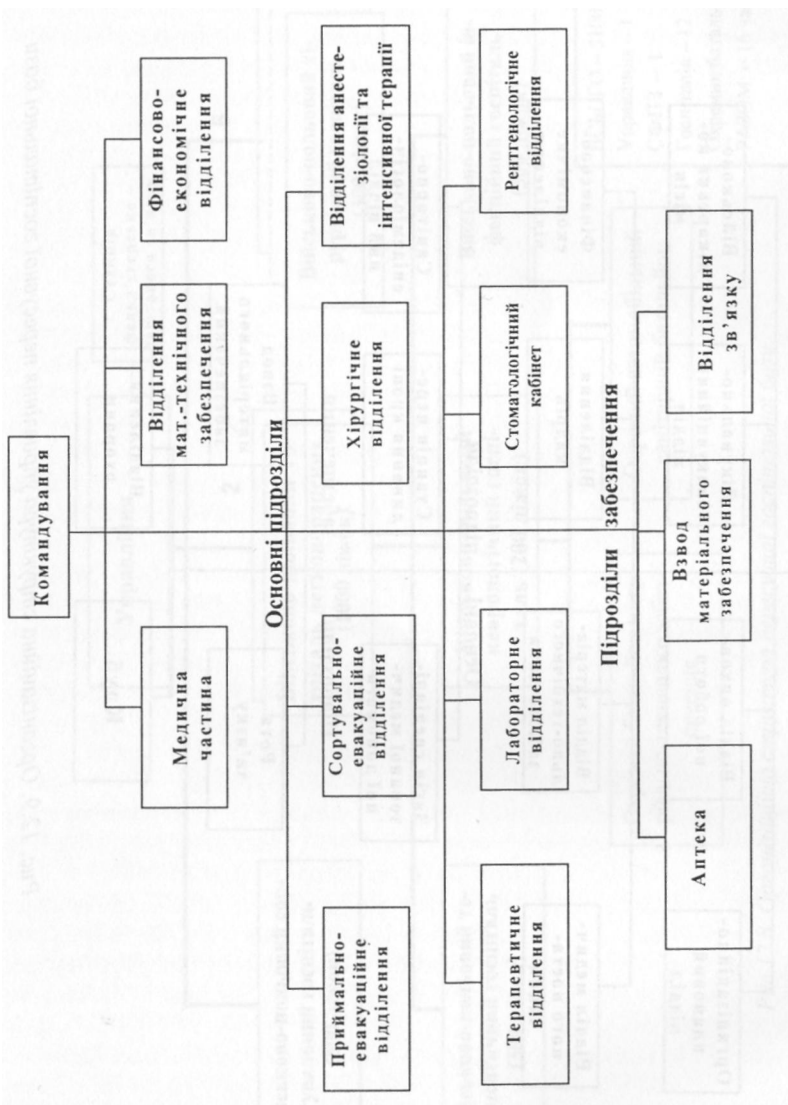 Командування
Медична
частина
Відділення
мат.-технічного
забезпечення
Фінансово-
економічне
відділення
Основні підрозділи
Приймально-
евакуаційне
відділення
Сортувально-
евакуаційне
відділення
Хірургічне
відділення
Відділення анесте-
зіології та
інтенсивної терапії
Терапевтичне
відділення
Лабораторне
відділення
Стоматологічний
кабінет
Рентгенологічне
відділення
Підрозділи забезпечення
Аптека
Взвод
матеріального
забезпечення
Відділення
зв'язку